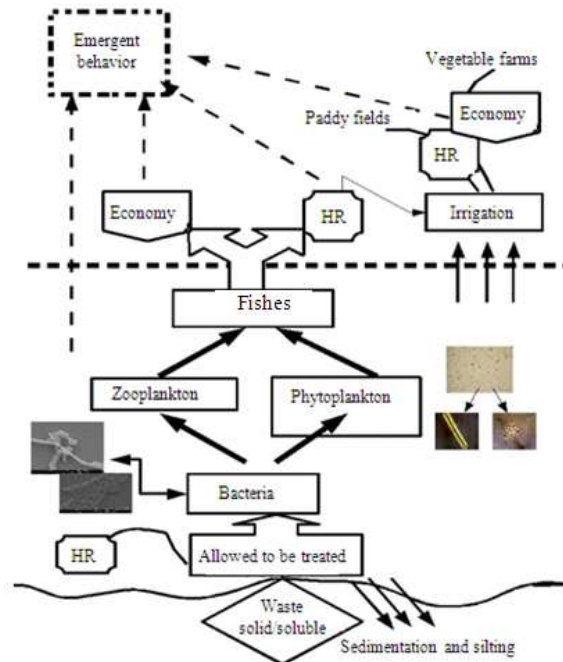 Emergent
behavior
Vegetable farms
Economy
Paddy fields
HR
Economy
HR
Irrigation
Fishes
Zooplankton
Phytoplankton
Bacteria
HR
Allowed to be treated
Waste
solid/soluble
Sedimentation and silting